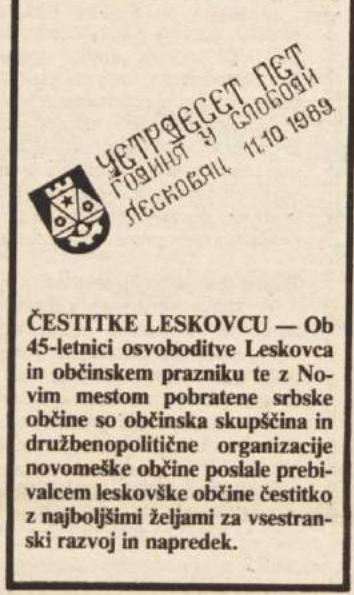 ЧЕТРДЕСЕТ ПЕТ
ГОДИНА У СЛОБОДИ
ЛЕСКОВАЦ 11.10.1989
ČESTITKE LESKOVCU — Ob
45-letnici osvoboditve Leskovca
in občinskem prazniku te z No-
vim mestom pobratene srbske
občine so občinska skupščina in
družbenopolitične organizacije
novomeške občine poslale prebi-
valcem leskovške občine čestitko
z najboljšimi željami za vsestran-
ski razvoj in napredek.